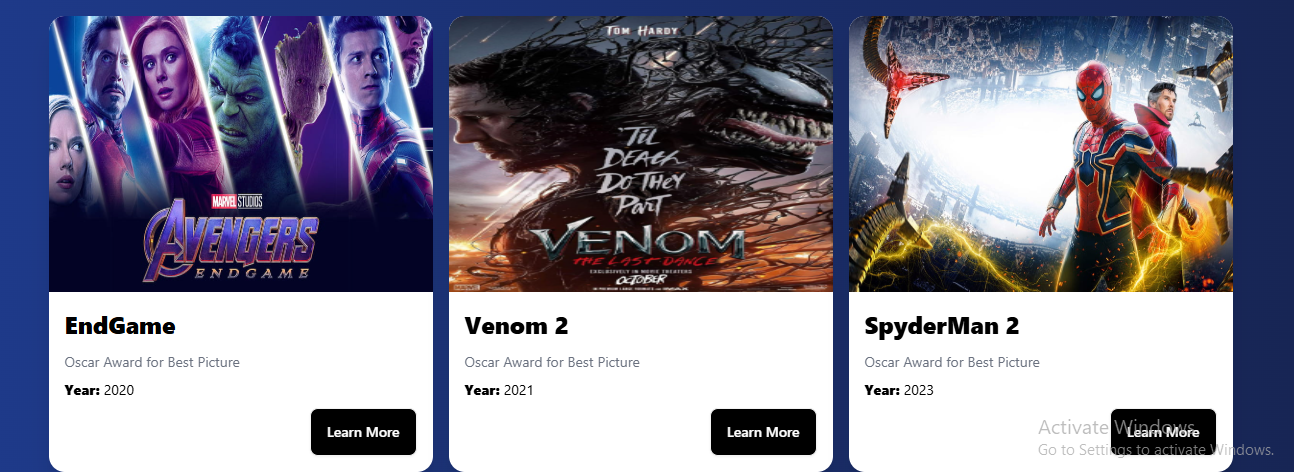 MARVEL STUDIOS
AVENGERS
ENDGAME
EndGame
Oscar Award for Best Picture
Year: 2020
Learn More
TOM HARDY
TIL
DEATH
DO THEY
PART
VENOM
THE LAST DANCE
EXCLUSIVELY IN MOVIE THEATERS
OCTOBER
Venom 2
Oscar Award for Best Picture
Year: 2021
Learn More
SpyderMan 2
Oscar Award for Best Picture
Year: 2023
Learn More
Activate Windows
Go to Settings to activate Windows.